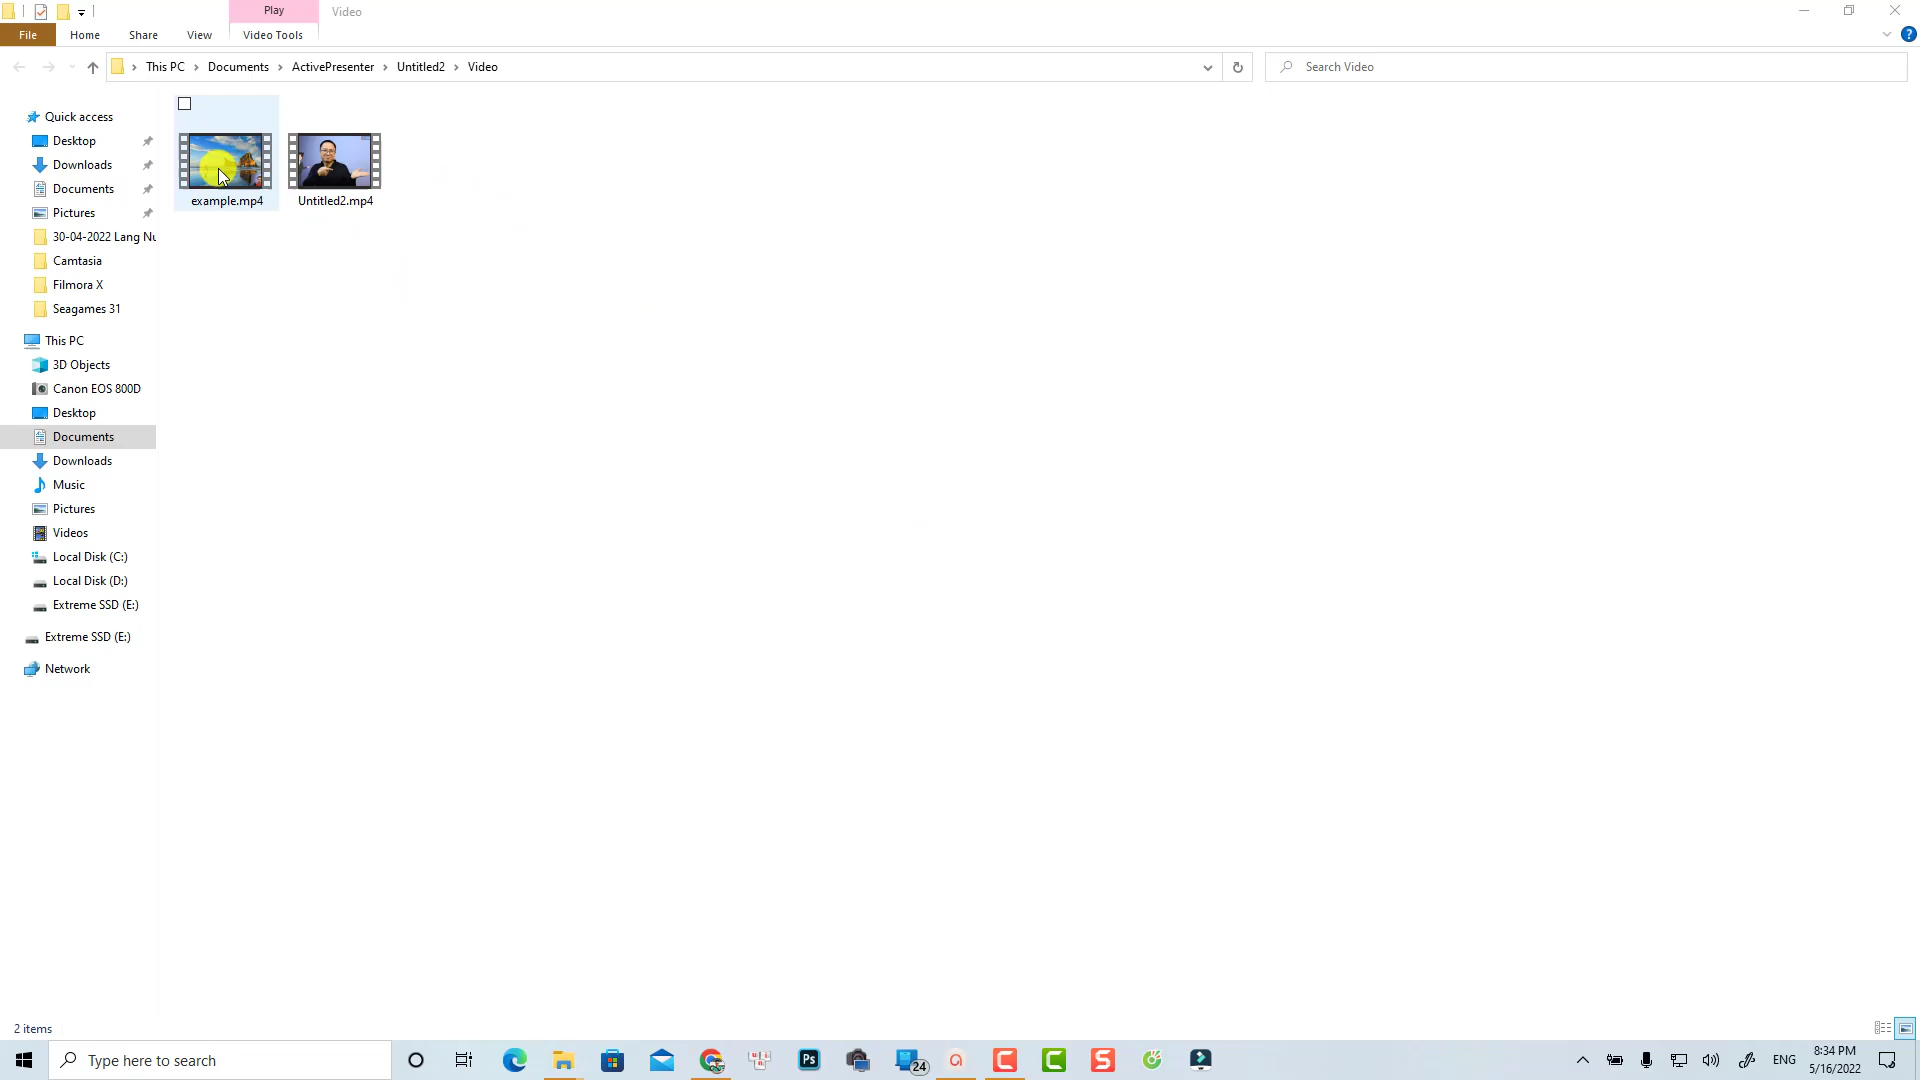 Play
Video
File
Home
Share
View
Video Tools
This PC
Documents
ActivePresenter
Untitled2
Video
Search Video
Quick access
Desktop
Downloads
Documents
Pictures
30-04-2022 Lang Nu
Camtasia
Filmora X
Seagames 31
This PC
3D Objects
Canon EOS 800D
Desktop
Documents
Downloads
Music
Pictures
Videos
Local Disk (C:)
Local Disk (D:)
Extreme SSD (E:)
Extreme SSD (E:)
Network
example.mp4
Untitled2.mp4
2 items
Type here to search
Ps
24
ENG
8:34 PM
5/16/2022